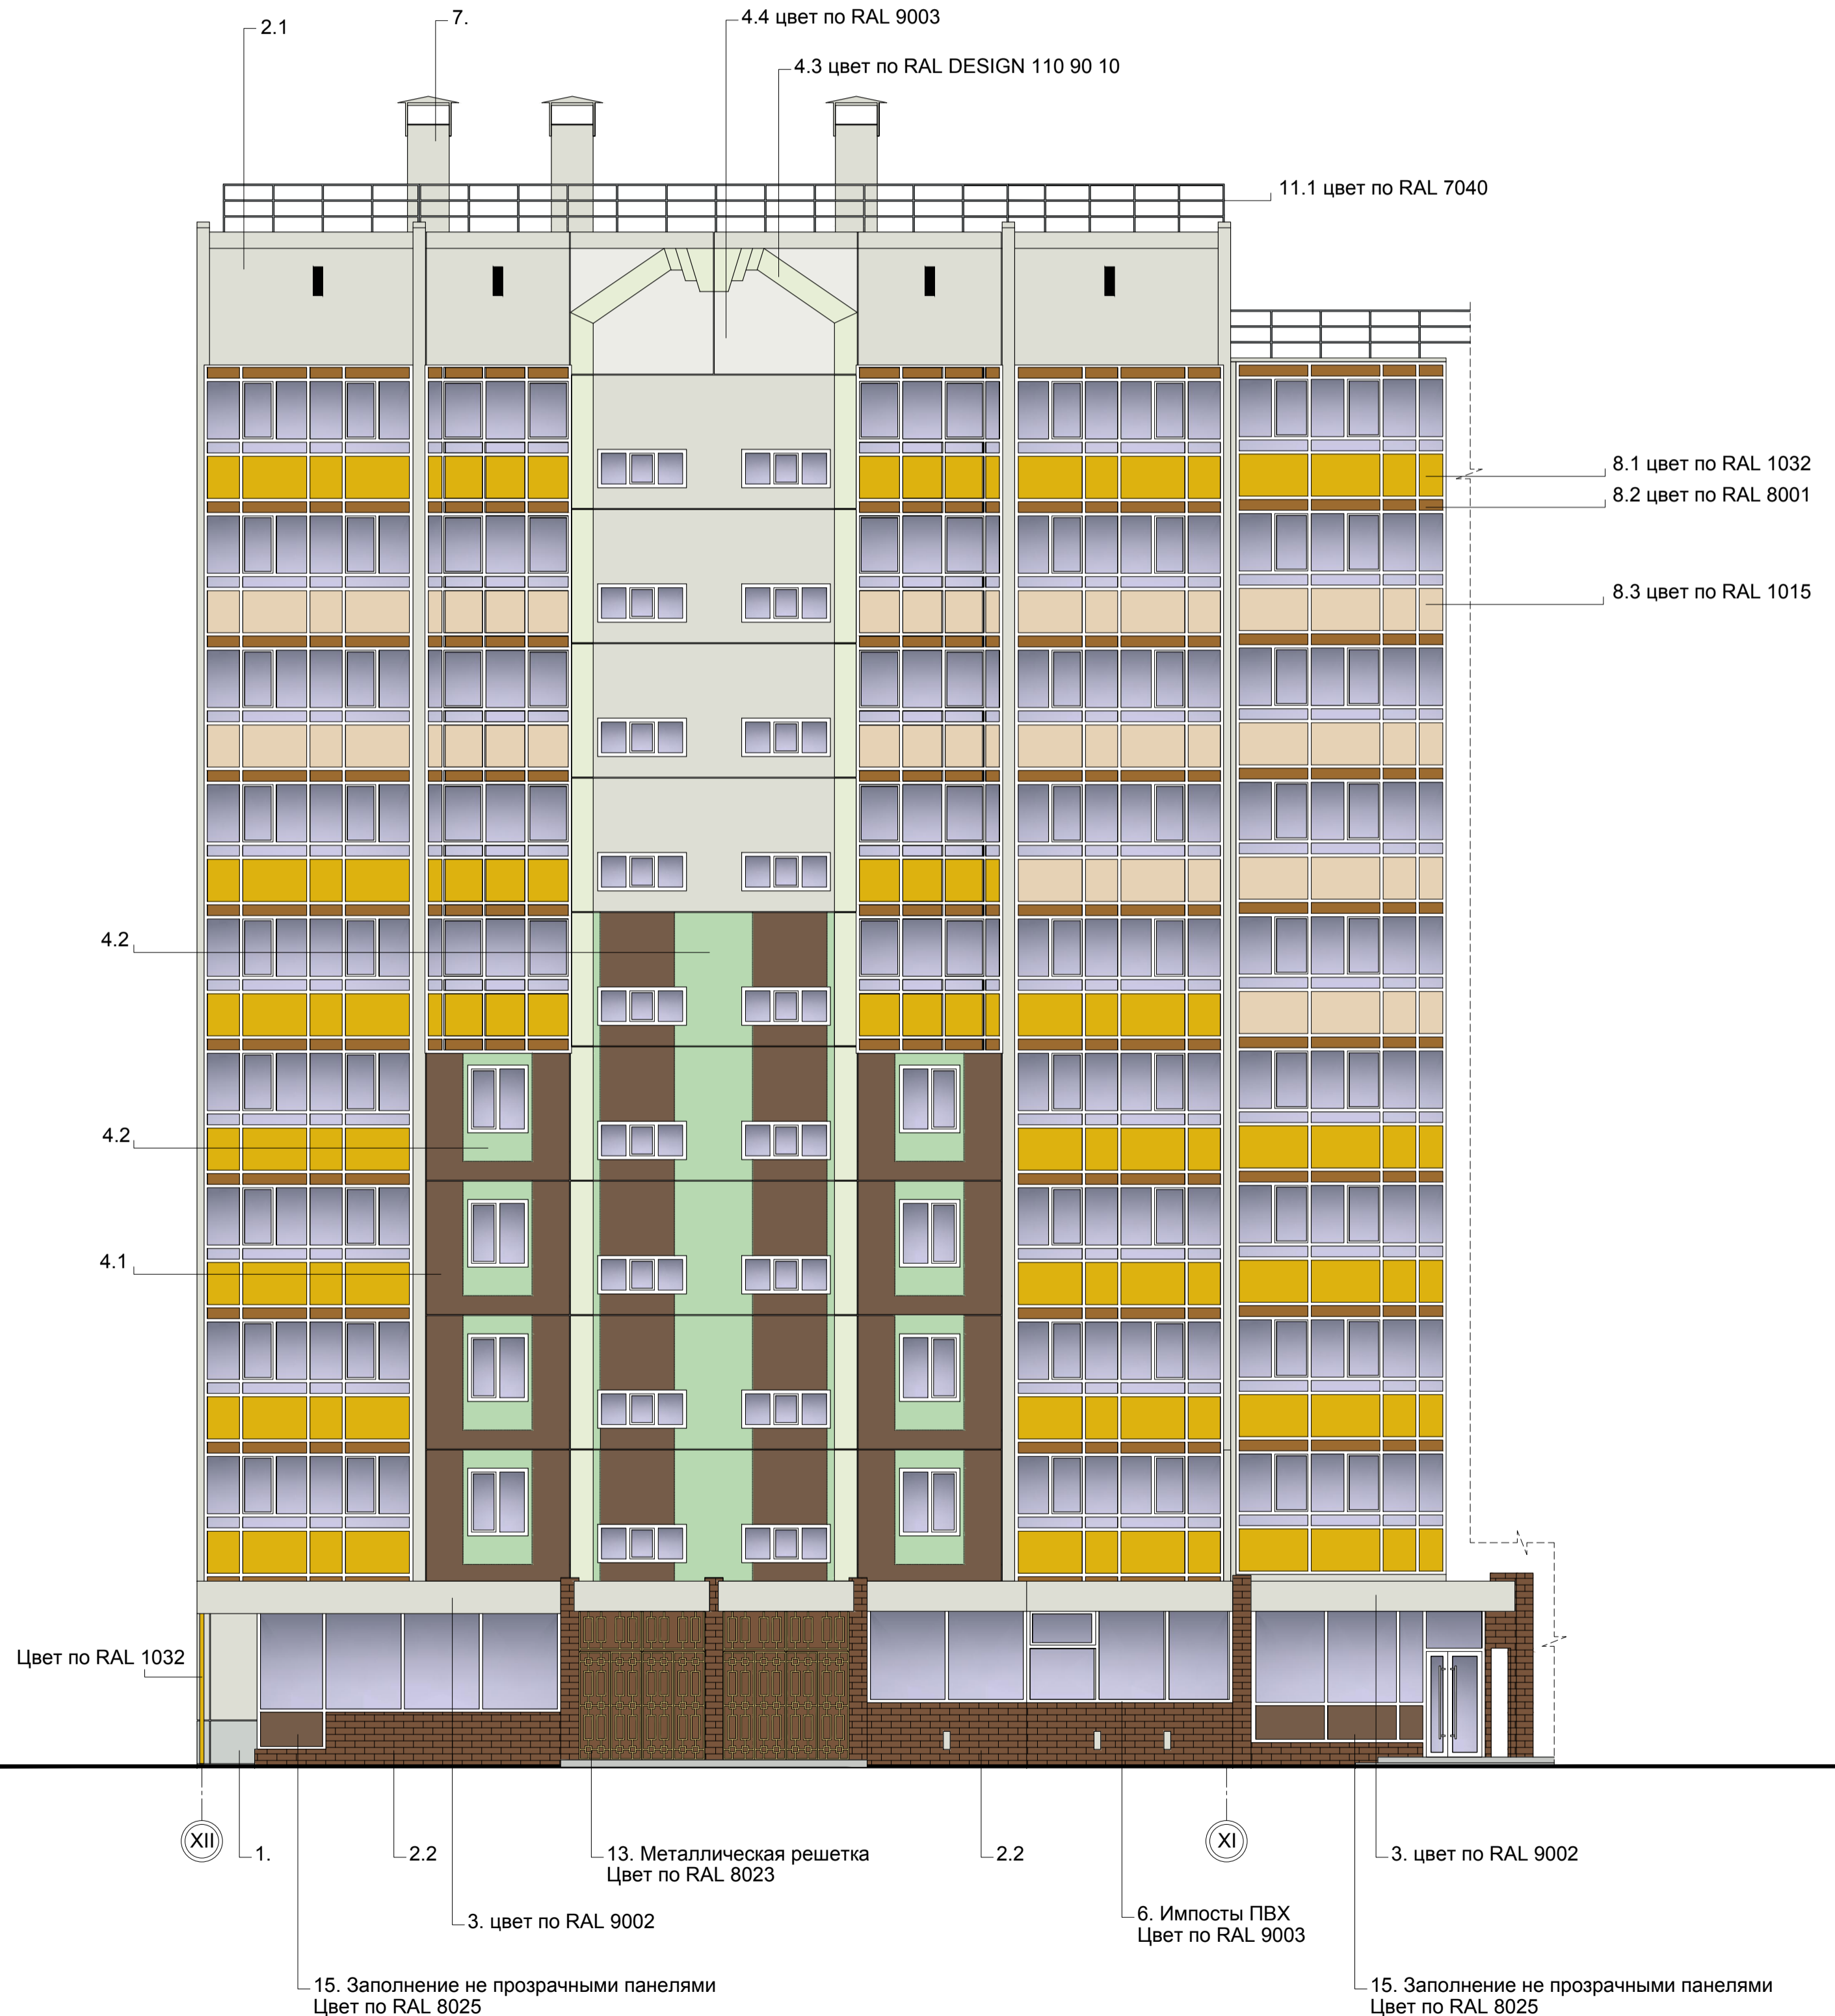 2.1
7.
4.4 цвет по RAL 9003
4.3 цвет по RAL DESIGN 110 90 10
11.1 цвет по RAL 7040
8.1 цвет по RAL 1032
8.2 цвет по RAL 8001
8.3 цвет по RAL 1015
4.2
4.2
4.1
Цвет по RAL 1032
XII
1.
2.2
13. Металлическая решетка
Цвет по RAL 8023
2.2
XI
3. цвет по RAL 9002
3. цвет по RAL 9002
6. Импосты ПВХ
Цвет по RAL 9003
15. Заполнение не прозрачными панелями
Цвет по RAL 8025
15. Заполнение не прозрачными панелями
Цвет по RAL 8025